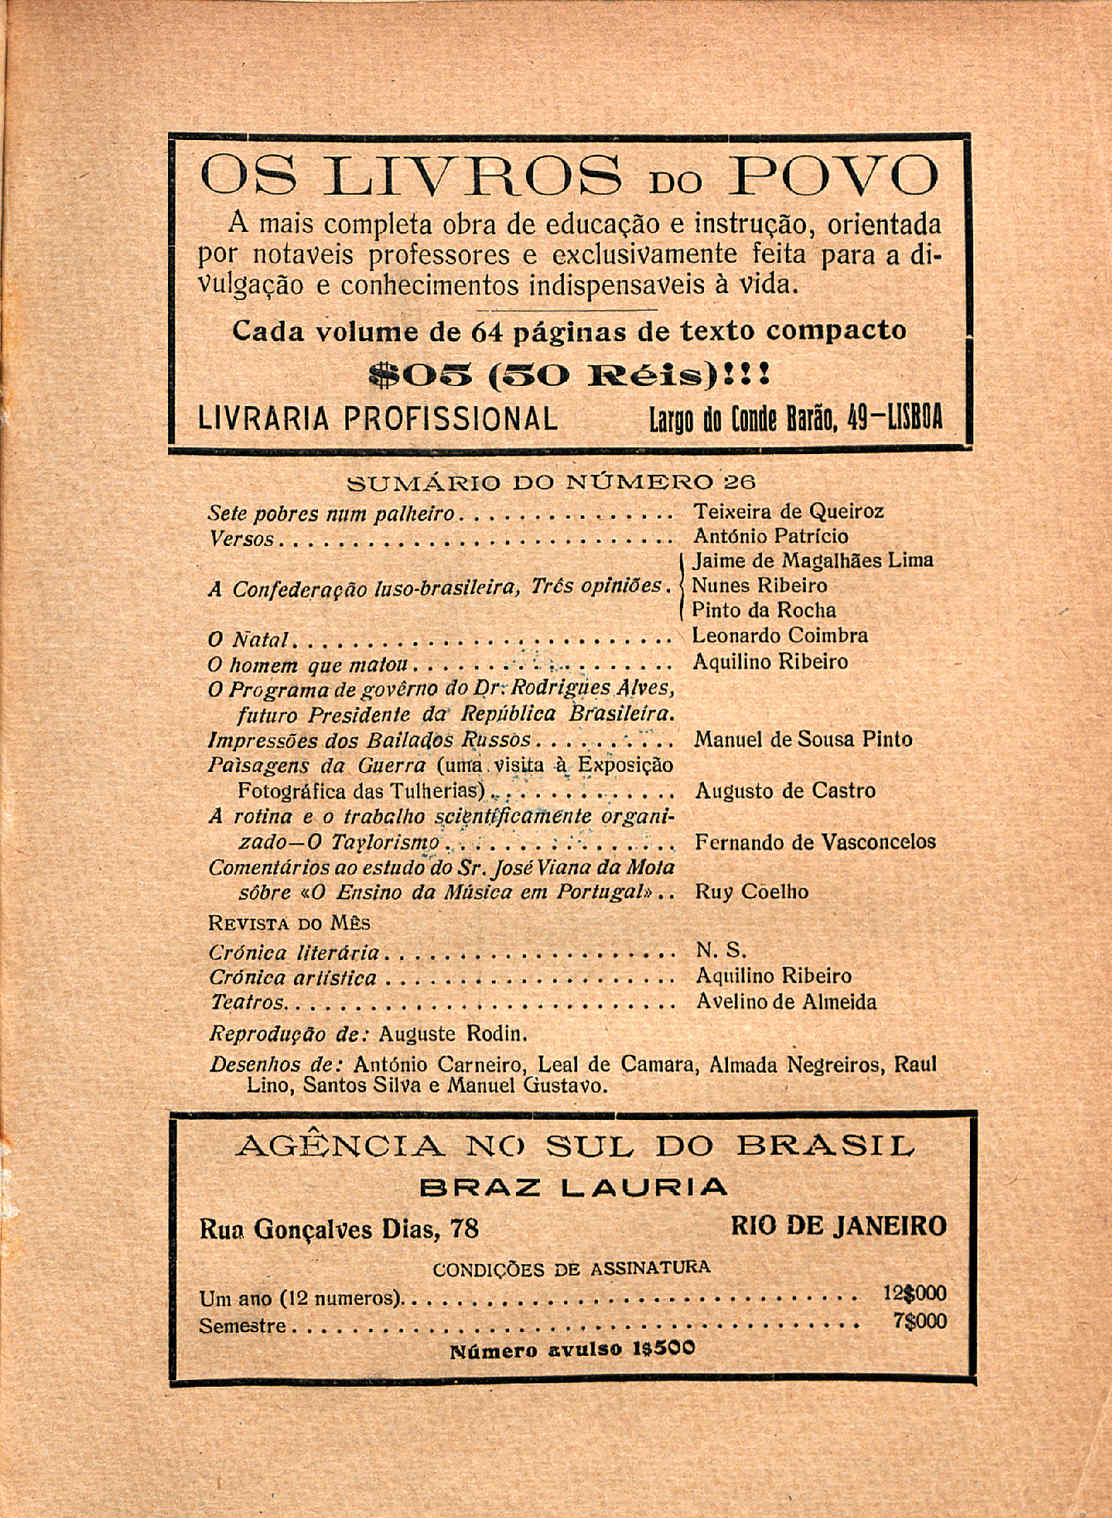 OS LIVROS DO POVO
A mais completa obra de educação e instrução, orientada
por notaveis professores e exclusivamente feita para a di-
vulgação e conhecimentos indispensaveis à vida.
Cada volume de 64 páginas de texto compacto
$05 (50 Réis)!!!
LIVRARIA PROFISSIONAL Largo do Conde Barão, 49—LISBOA
SUMÁRIO DO NÚMERO 26
Sete pobres num palheiro. . . . . . . . . . . . . . . Teixeira de Queiroz
Versos. . . . . . . . . . . . . . . . . . . . . . . . . . . António Patrício
Jaime de Magalhães Lima
A Confederação luso-brasileira, Três opiniões. Nunes Ribeiro
Pinto da Rocha
O Natal. . . . . . . . . . . . . . . . . . . . . . . . . . Leonardo Coimbra
O homem que matou. . . . . . . . . . . . . . . . . . Aquilino Ribeiro
O Programa de govêrno do Dr. Rodrigues Alves,
futuro Presidente da República Brasileira.
Impressões dos Bailados Russos. . . . . . . . . . Manuel de Sousa Pinto
Paisagens da Guerra (uma visita à Exposição
Fotográfica das Tulherias). . . . . . . . . . . . . Augusto de Castro
A rotina e o trabalho scientíficamente organi-
zado—O Taylorismo. . . . . . . . . . . . . . . . Fernando de Vasconcelos
Comentários ao estudo do Sr. José Viana da Mota
sôbre «O Ensino da Música em Portugal». . Ruy Coelho
REVISTA DO MÊS
Crónica literária. . . . . . . . . . . . . . . . . . . . N. S.
Crónica artística . . . . . . . . . . . . . . . . . . . . Aquilino Ribeiro
Teatros. . . . . . . . . . . . . . . . . . . . . . . . . . . Avelino de Almeida
Reprodução de: Auguste Rodin.
Desenhos de: António Carneiro, Leal de Camara, Almada Negreiros, Raul
Lino, Santos Silva e Manuel Gustavo.
AGÊNCIA NO SUL DO BRASIL
BRAZ LAURIA
Rua Gonçalves Dias, 78 RIO DE JANEIRO
CONDIÇÕES DE ASSINATURA
Um ano (12 numeros). . . . . . . . . . . . . . . . . . . . . . . . . . . . . . . 12$000
Semestre. . . . . . . . . . . . . . . . . . . . . . . . . . . . . . . . . . . . . . . 7$000
Número avulso 1$500